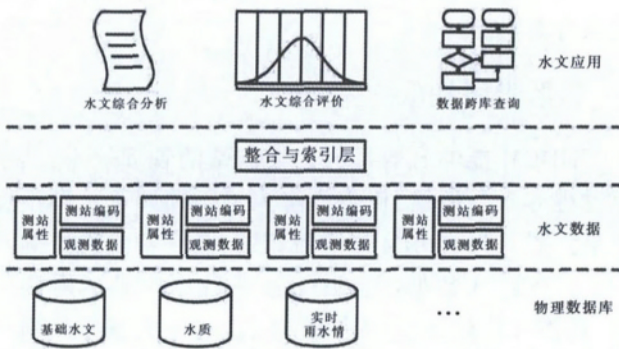 水文综合分析
水文综合评价
数据跨库查询
水文应用
整合与索引层
测站属性
测站编码
观测数据
测站属性
测站编码
观测数据
测站属性
测站编码
观测数据
测站属性
测站编码
观测数据
水文数据
基础水文
水质
实时
雨水情
...
物理数据库